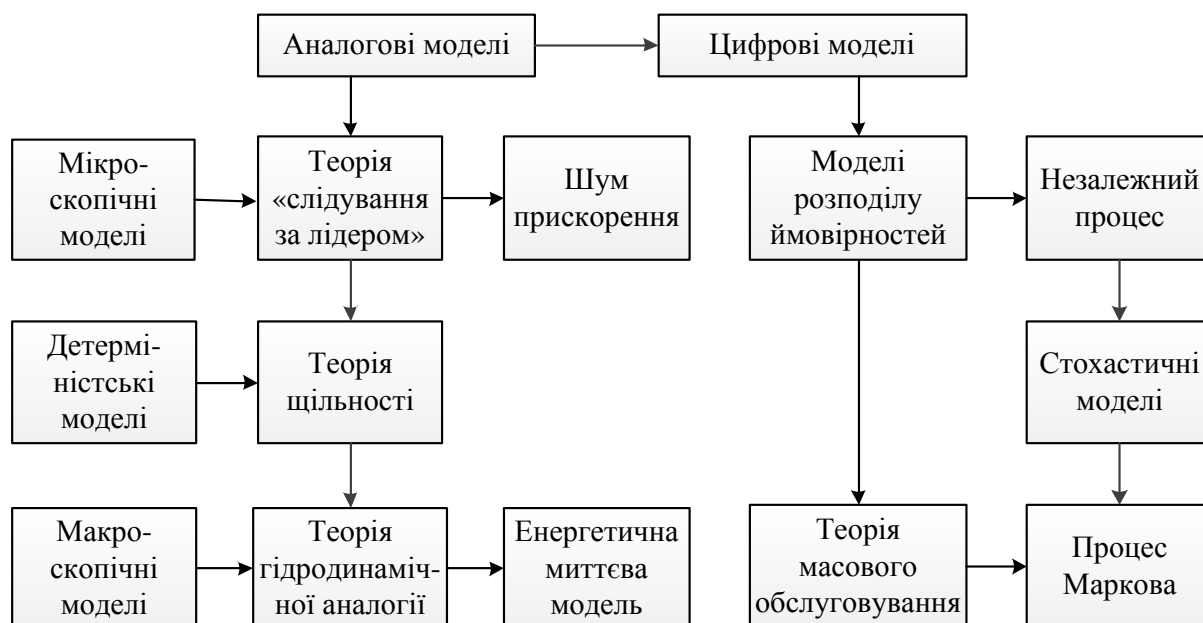 Аналогові моделі
Цифрові моделі
Мікро-
скопічні
моделі
Теорія
«слідування
за лідером»
Шум
прискорення
Моделі
розподілу
ймовірностей
Незалежний
процес
Детермі-
ністські
моделі
Теорія
щільності
Стохастичні
моделі
Макро-
скопічні
моделі
Теорія
гідродинаміч-
ної аналогії
Енергетична
миттєва
модель
Теорія
масового
обслуговування
Процес
Маркова